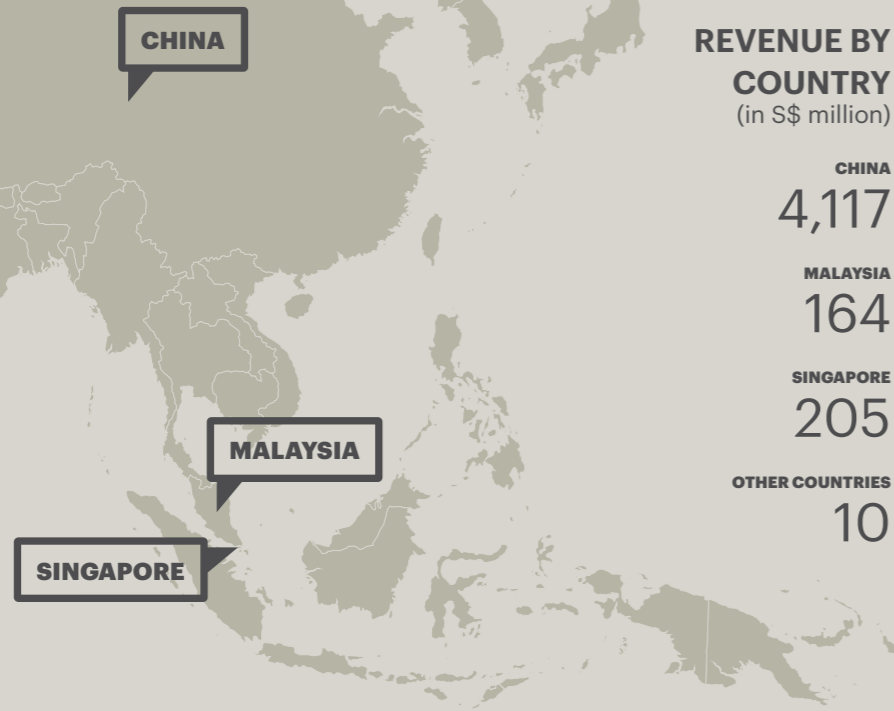 CHINA
MALAYSIA
SINGAPORE
REVENUE BY
COUNTRY
(in S$ million)
CHINA
4,117
MALAYSIA
164
SINGAPORE
205
OTHER COUNTRIES
10